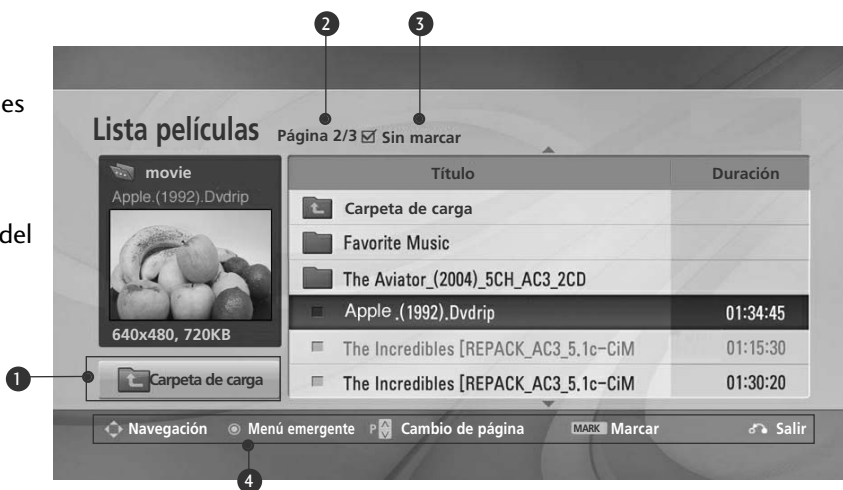 2 3
es
Lista películas Página 2/3 Sin marcar
movie
Apple.(1992).Dvdrip
del
640x480, 720KB
1 Carpeta de carga
Título Duración
Carpeta de carga
Favorite Music
The Aviator_(2004)_5CH_AC3_2CD
Apple .(1992).Dvdrip 01:34:45
The Incredibles [REPACK_AC3_5.1c-CiM 01:15:30
The Incredibles [REPACK_AC3_5.1c-CiM 01:30:20
Navegación Menú emergente P Cambio de página MARK Marcar Salir
4